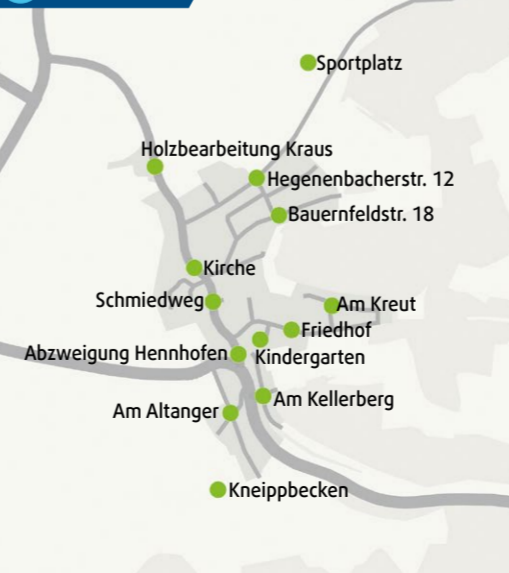 Sportplatz
Holzbearbeitung Kraus
Hegenenbacherstr. 12
Bauernfeldstr. 18
Kirche
Schmiedweg
Am Kreut
Friedhof
Abzweigung Hennhofen
Kindergarten
Am Kellerberg
Am Altanger
Kneippbecken